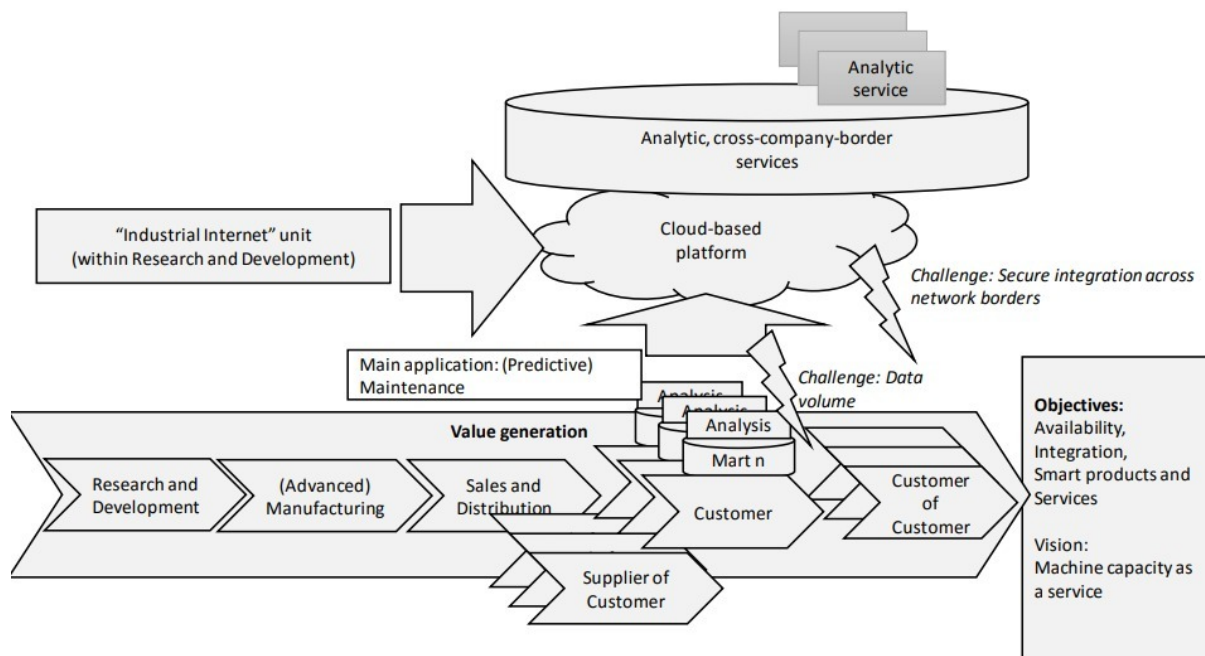 Analytic
service
Analytic, cross-company-border
services
“Industrial Internet” unit
(within Research and Development)
Cloud-based
platform
Challenge: Secure integration across
network borders
Main application: (Predictive)
Maintenance
Challenge: Data
volume
Analysis
Analysis
Analysis
Mart n
Value generation
Research and
Development
(Advanced)
Manufacturing
Sales and
Distribution
Customer
Customer
of
Customer
Supplier of
Customer
Objectives:
Availability,
Integration,
Smart products and
Services
Vision:
Machine capacity as
a service